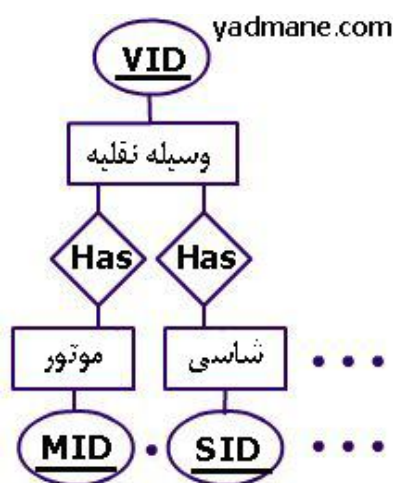 yadmane.com
VID
وسیله نقلیه
Has Has
موتور شاسی
MID SID